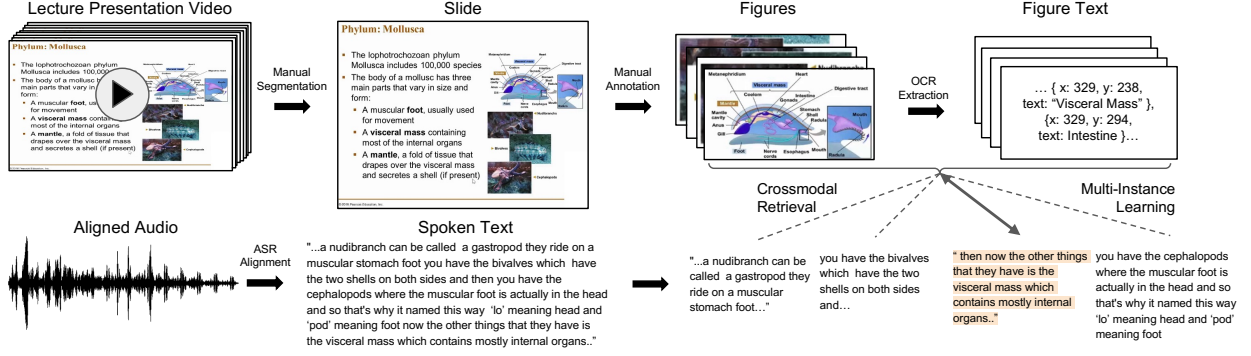 Lecture Presentation Video
Slide
Figures
Figure Text
Phylum: Mollusca
The lophotrochozoan phylum
Mollusca includes 100,000
The body of a mollusc has three
main parts that vary in size and
form:
A muscular foot, usu
for movement
A visceral mass contain
most of the internal organs
A mantle, a fold of tissue that
drapes over the visceral mass
and secretes a shell (if present)
Manual
Segmentation
Phylum: Mollusca
The lophotrochozoan phylum
Mollusca includes 100,000 species
The body of a mollusc has three
main parts that vary in size and
form:
A muscular foot, usually used
for movement
A visceral mass containing
most of the internal organs
A mantle, a fold of tissue that
drapes over the visceral mass
and secretes a shell (if present)
Nudibranchs
Bivalves
Cephalopods
Manual
Annotation
Metanephridium
Visceral mass
Heart
Coelom
Intestine
Gonads
Digestive tract
Mantle
Mantle
cavity
Anus
Gill
Stomach
Shell
Radula
Mouth
Foot
Nerve
cords
Esophagus
Mouth
Radula
OCR
Extraction
… { x: 329, y: 238,
text: “Visceral Mass” },
{x: 329, y: 294,
text: Intestine }…
Crossmodal
Retrieval
Multi-Instance
Learning
Aligned Audio
ASR
Alignment
Spoken Text
"...a nudibranch can be called a gastropod they ride on a
muscular stomach foot you have the bivalves which have
the two shells on both sides and then you have the
cephalopods where the muscular foot is actually in the head
and so that's why it named this way ‘lo’ meaning head and
‘pod’ meaning foot now the other things that they have is
the visceral mass which contains mostly internal organs..”
"...a nudibranch can be
called a gastropod they
ride on a muscular
stomach foot…”
you have the bivalves
which have the two
shells on both sides
and…
“ then now the other things
that they have is the
visceral mass which
contains mostly internal
organs..”
you have the cephalopods
where the muscular foot is
actually in the head and so
that's why it named this way
‘lo’ meaning head and ‘pod’
meaning foot